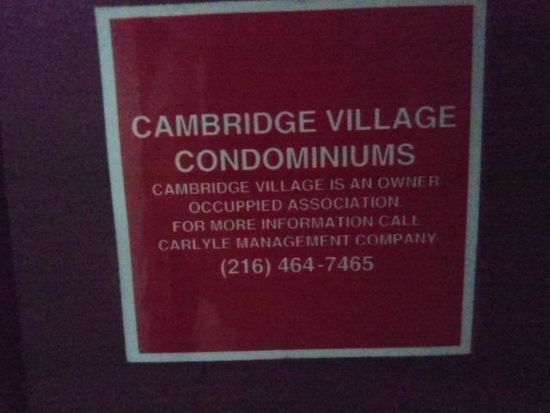 CAMBRIDGE VILLAGE
CONDOMINIUMS
CAMBRIDGE VILLAGE IS AN OWNER
OCCUPPIED ASSOCIATION.
FOR MORE INFORMATION CALL
CARLYLE MANAGEMENT COMPANY
(216) 464-7465